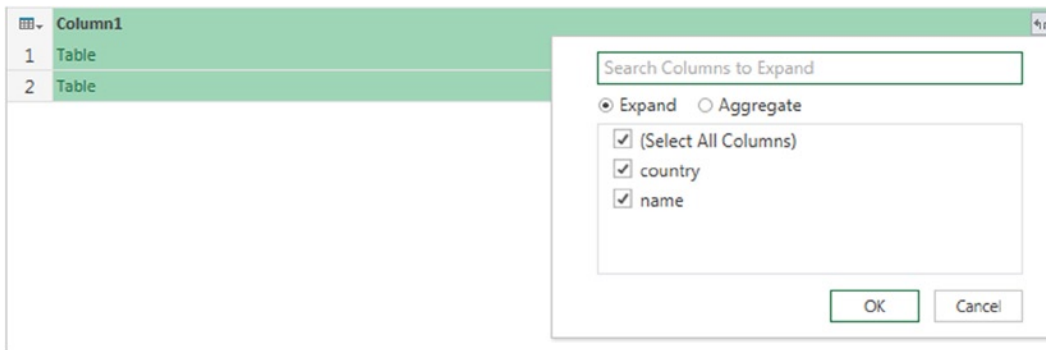 Column1
1 Table
2 Table
Search Columns to Expand
Expand Aggregate
(Select All Columns)
country
name
OK Cancel